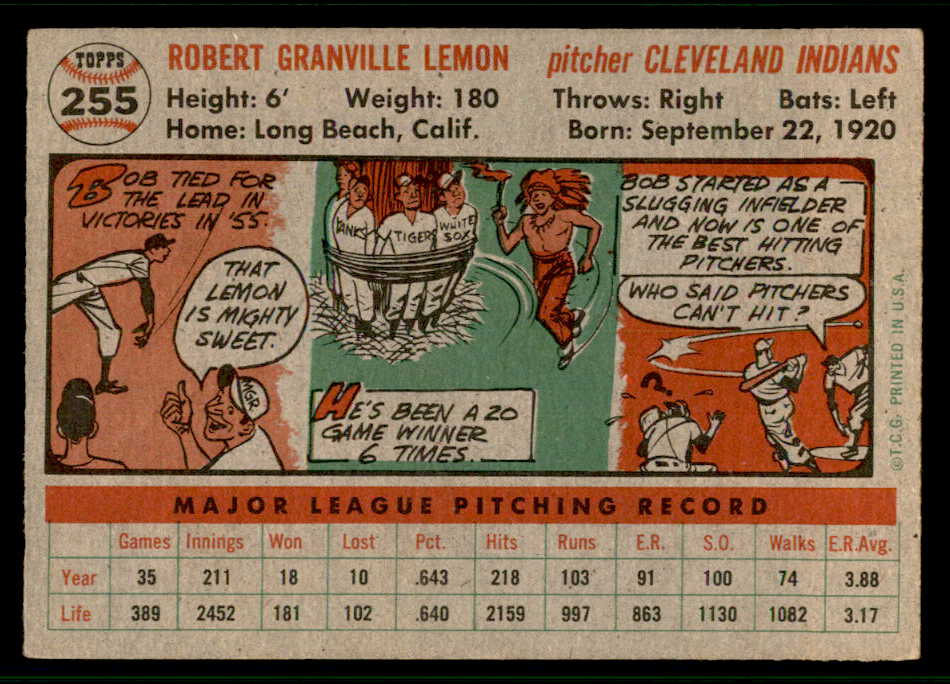 TOPPS
255
ROBERT GRANVILLE LEMON pitcher CLEVELAND INDIANS
Height: 6' Weight: 180 Throws: Right Bats: Left
Home: Long Beach, Calif. Born: September 22, 1920
BOB TIED FOR
THE LEAD IN
VICTORIES IN '55.
THAT
LEMON
IS MIGHTY
SWEET.
MGR
YANKS
TIGERS
WHITE
SOX
HE'S BEEN A 20
GAME WINNER
6 TIMES.
BOB STARTED AS A
SLUGGING INFIELDER
AND NOW IS ONE OF
THE BEST HITTING
PITCHERS.
WHO SAID PITCHERS
CAN'T HIT?
?
©T.C.G. PRINTED IN U.S.A.
MAJOR LEAGUE PITCHING RECORD
Games Innings Won Lost Pct. Hits Runs E.R. S.O. Walks E.R.Avg.
Year 35 211 18 10 .643 218 103 91 100 74 3.88
Life 389 2452 181 102 .640 2159 997 863 1130 1082 3.17